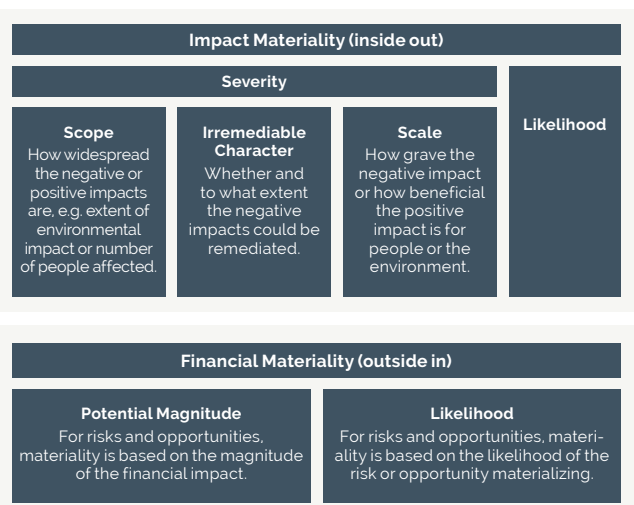 Impact Materiality (inside out)
Severity
Scope
How widespread
the negative or
positive impacts
are, e.g. extent of
environmental
impact or number
of people affected.
Irremediable
Character
Whether and
to what extent
the negative
impacts could be
remediated.
Scale
How grave the
negative impact
or how beneficial
the positive
impact is for
people or the
environment.
Likelihood
Financial Materiality (outside in)
Potential Magnitude
For risks and opportunities,
materiality is based on the magnitude
of the financial impact.
Likelihood
For risks and opportunities, materi-
ality is based on the likelihood of the
risk or opportunity materializing.